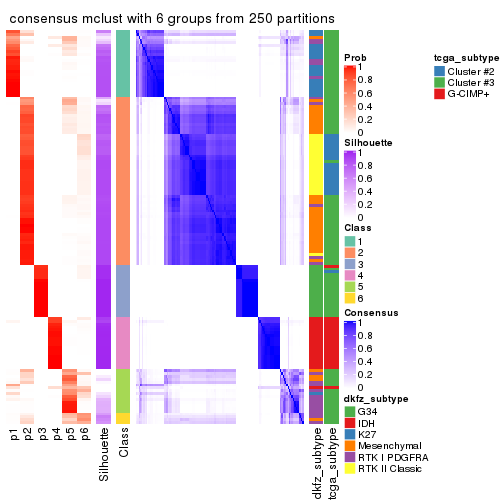 consensus mclust with 6 groups from 250 partitions
Prob
1
0.8
0.6
0.4
0.2
0
Silhouette
1
0.8
0.6
0.4
0.2
0
Class
1
2
3
4
5
6
Consensus
1
0.8
0.6
0.4
0.2
0
dkfz_subtype
G34
IDH
K27
Mesenchymal
RTK I PDGFRA
RTK II Classic
tcga_subtype
Cluster #2
Cluster #3
G-CIMP+
p1
p2
p3
p4
p5
p6
Silhouette
Class
dkfz_subtype
tcga_subtype